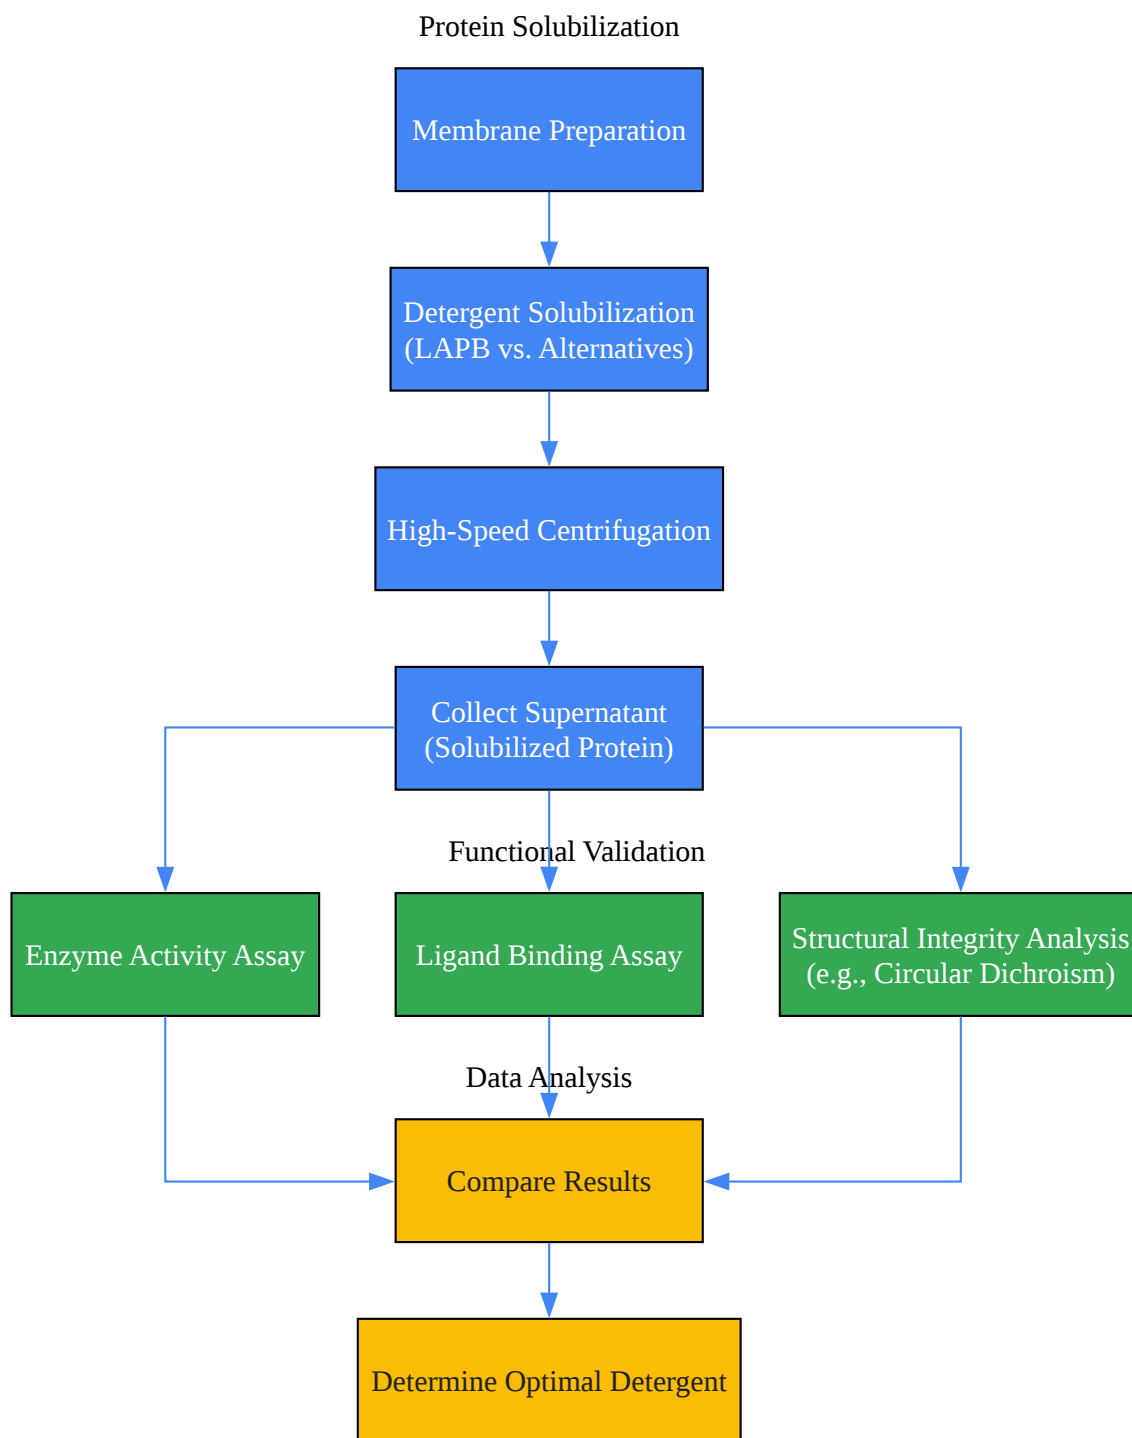 Protein Solubilization
Membrane Preparation
Detergent Solubilization
(LAPB vs. Alternatives)
High-Speed Centrifugation
Collect Supernatant
(Solubilized Protein)
Functional Validation
Enzyme Activity Assay
Ligand Binding Assay
Structural Integrity Analysis
(e.g., Circular Dichroism)
Data Analysis
Compare Results
Determine Optimal Detergent